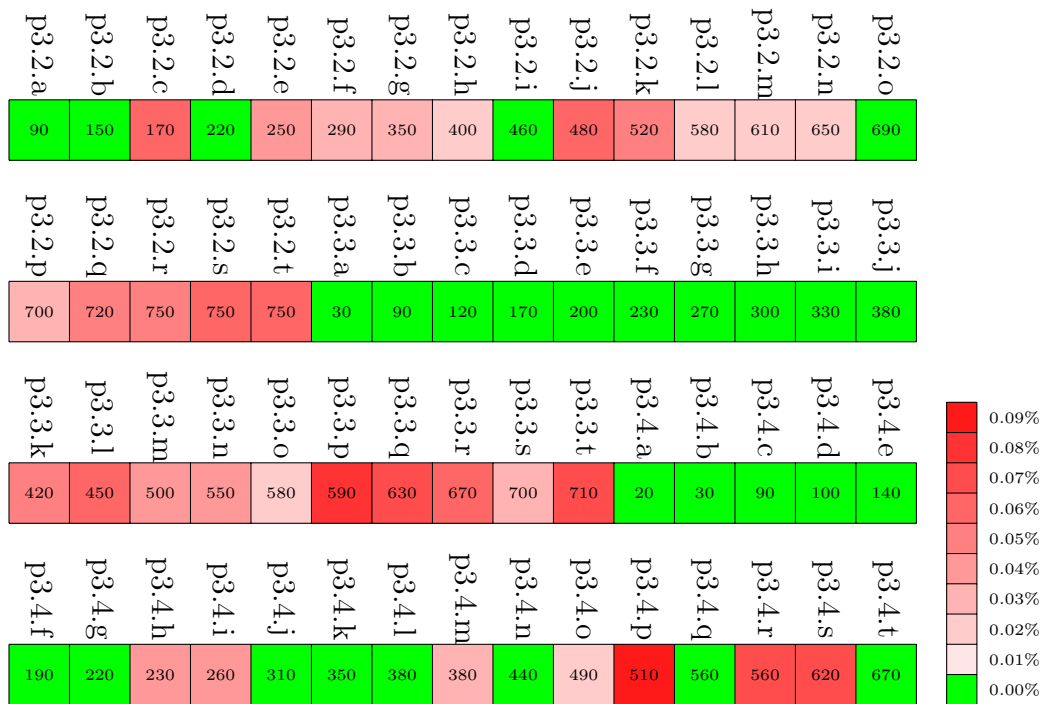 p3.2.a p3.2.b p3.2.c p3.2.d p3.2.e p3.2.f p3.2.g p3.2.h p3.2.i p3.2.j p3.2.k p3.2.l p3.2.m p3.2.n p3.2.o
90 150 170 220 250 290 350 400 460 480 520 580 610 650 690
p3.2.p p3.2.q p3.2.r p3.2.s p3.2.t p3.3.a p3.3.b p3.3.c p3.3.d p3.3.e p3.3.f p3.3.g p3.3.h p3.3.i p3.3.j
700 720 750 750 750 30 90 120 170 200 230 270 300 330 380
p3.3.k p3.3.l p3.3.m p3.3.n p3.3.o p3.3.p p3.3.q p3.3.r p3.3.s p3.3.t p3.4.a p3.4.b p3.4.c p3.4.d p3.4.e
420 450 500 550 580 590 630 670 700 710 20 30 90 100 140
p3.4.f p3.4.g p3.4.h p3.4.i p3.4.j p3.4.k p3.4.l p3.4.m p3.4.n p3.4.o p3.4.p p3.4.q p3.4.r p3.4.s p3.4.t
190 220 230 260 310 350 380 380 440 490 510 560 560 620 670
0.09%
0.08%
0.07%
0.06%
0.05%
0.04%
0.03%
0.02%
0.01%
0.00%